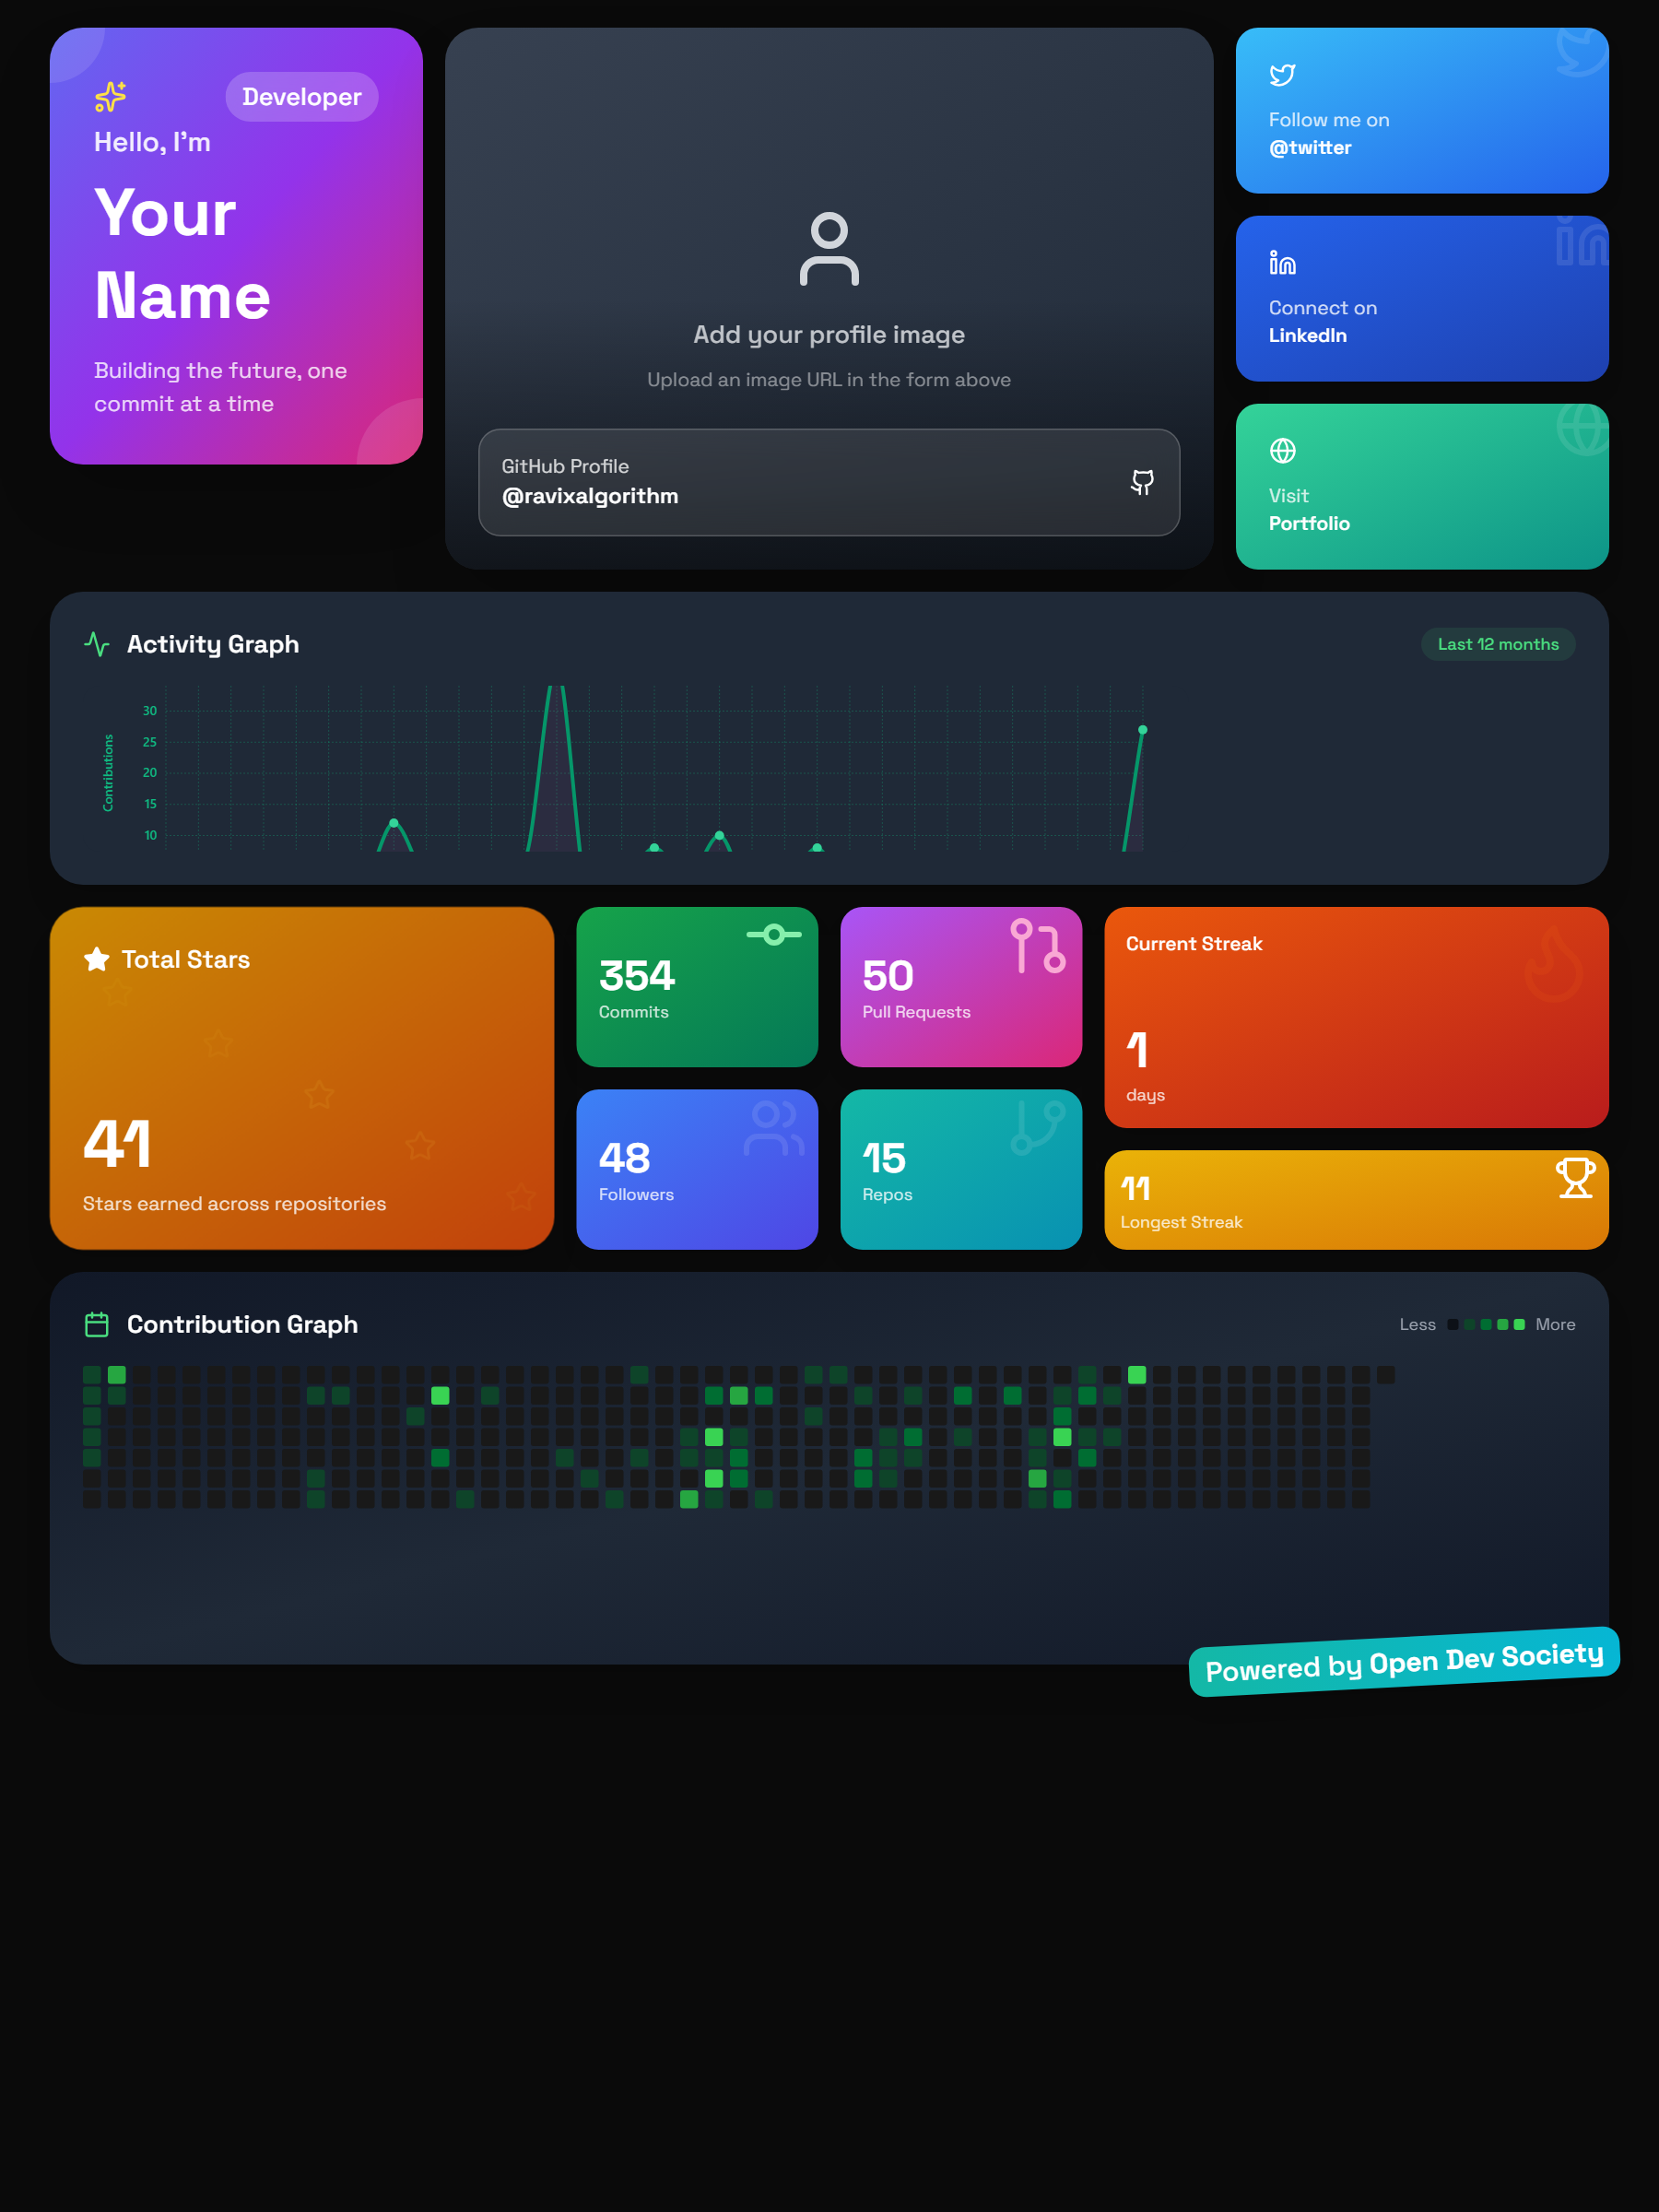 Developer
Hello, I'm
Your
Name
Building the future, one
commit at a time
Add your profile image
Upload an image URL in the form above
GitHub Profile
@ravixalgorithm
Follow me on
@twitter
Connect on
LinkedIn
Visit
Portfolio
Activity Graph
Last 12 months
Contributions
30
25
20
15
10
Total Stars
41
Stars earned across repositories
354
Commits
50
Pull Requests
48
Followers
15
Repos
Current Streak
1
days
11
Longest Streak
Contribution Graph
Less
More
Powered by Open Dev Society